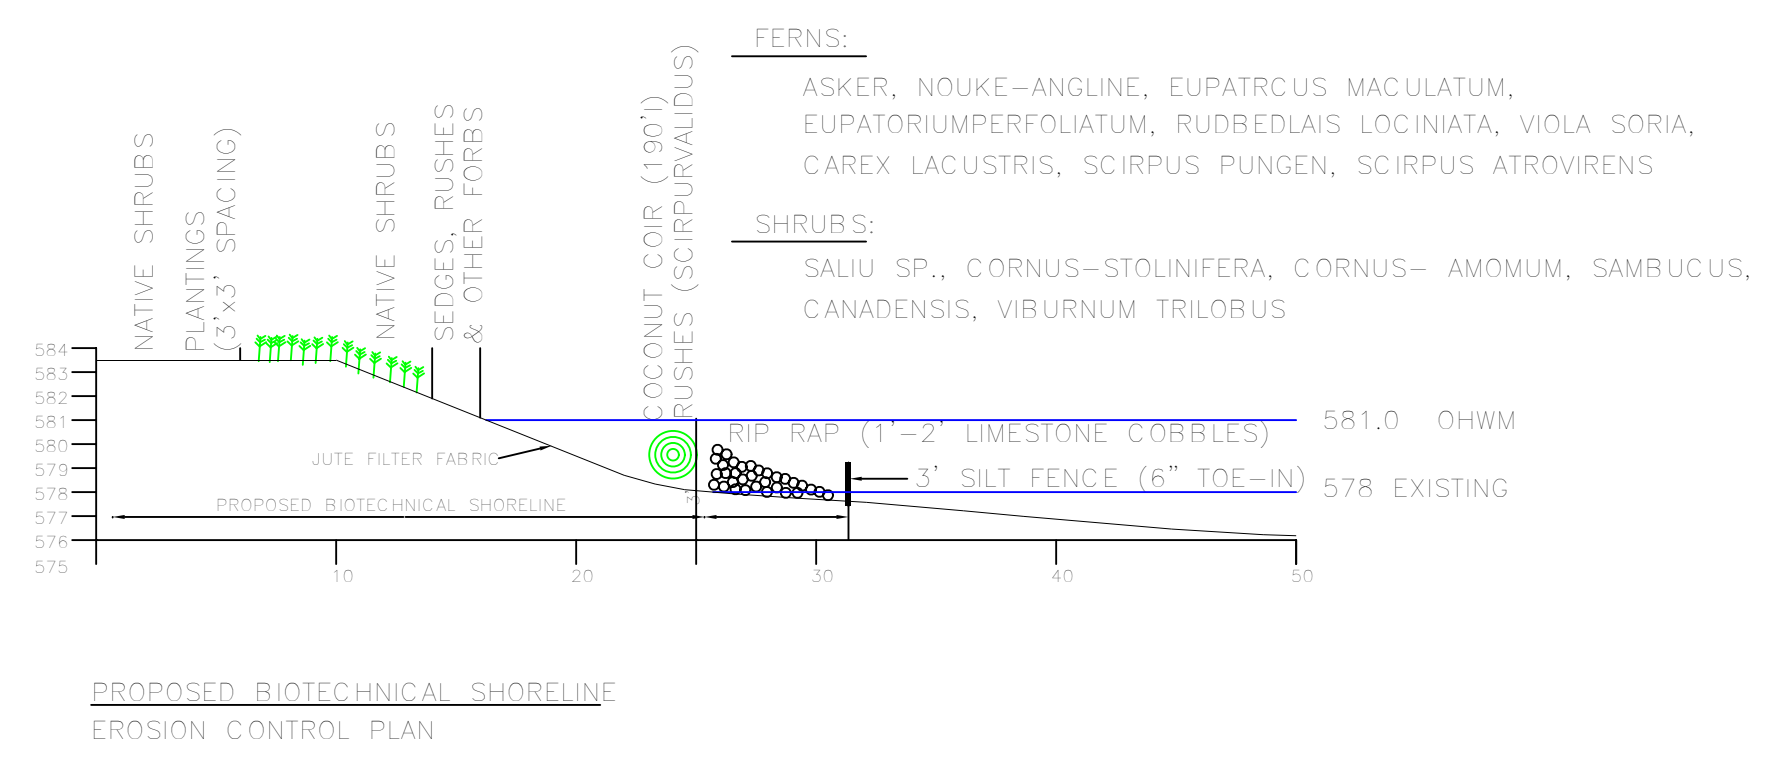 FERNS:
ASKER, NOUKE-ANGLINE, EUPATRCUS MACULATUM,
EUPATORIUMPERFOLIATUM, RUDBEDLAIS LOCINIATA, VIOLA SORIA,
CAREX LACUSTRIS, SCIRPUS PUNGEN, SCIRPUS ATROVIRENS
SHRUBS:
SALIU SP., CORNUS-STOLINIFERA, CORNUS- AMOMUM, SAMBUCUS,
CANADENSIS, VIBURNUM TRILOBUS
NATIVE SHRUBS
PLANTINGS
(3'x3' SPACING)
NATIVE SHRUBS
SEDGES, RUSHES
& OTHER FORBS
COCONUT COIR (190'l)
RUSHES (SCIRPURVALIDUS)
584
583
582
581
580
579
578
577
576
575
581.0 OHWM
RIP RAP (1'-2' LIMESTONE COBBLES)
JUTE FILTER FABRIC
3' SILT FENCE (6" TOE-IN)
578 EXISTING
3'
PROPOSED BIOTECHNICAL SHORELINE
10
20
30
40
50
PROPOSED BIOTECHNICAL SHORELINE
EROSION CONTROL PLAN